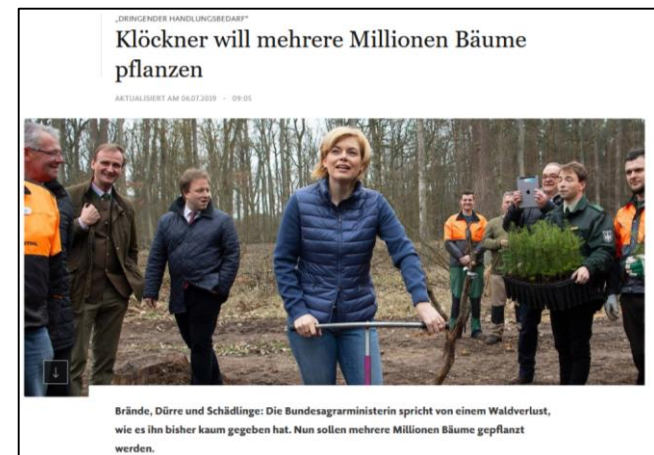 „DRINGENDER HANDLUNGSBEDARF“
Klöckner will mehrere Millionen Bäume
pflanzen
AKTUALISIERT AM 06.07.2019 - 09:05
Brände, Dürre und Schädlinge: Die Bundesagrarministerin spricht von einem Waldverlust,
wie es ihn bisher kaum gegeben hat. Nun sollen mehrere Millionen Bäume gepflanzt
werden.